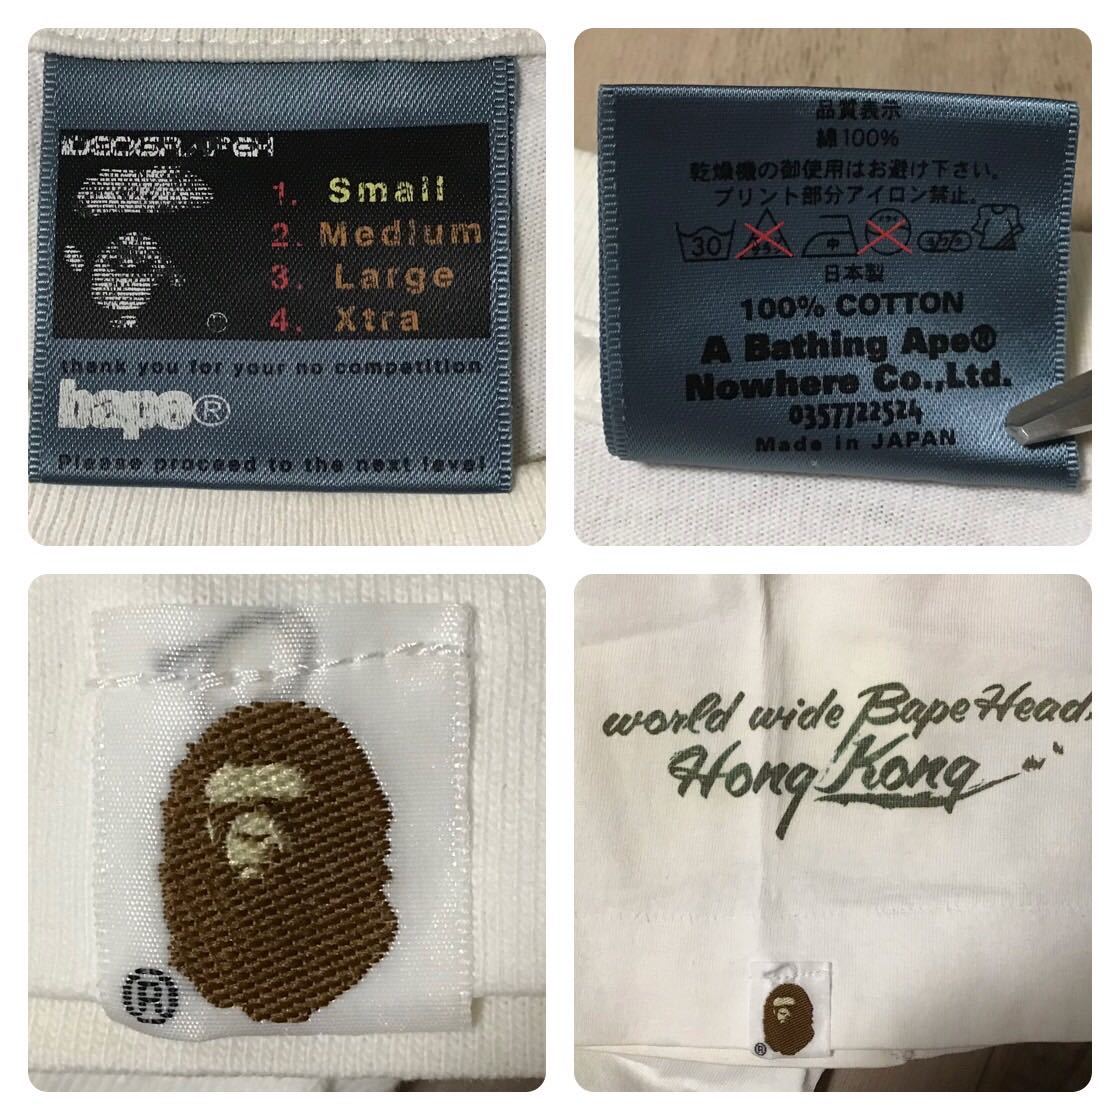 1. Small
2. Medium
3. Large
4. Xtra
thank you for your no competition
bape®
Please proceed to the next level
品質表示
綿100%
乾燥機の御使用はお避け下さい。
プリント部分アイロン禁止。
30 中
日本製
100% COTTON
A Bathing Ape®
Nowhere Co.,Ltd.
0357722524
Made in JAPAN
®
world wide Bape Heads
Hong Kong
®